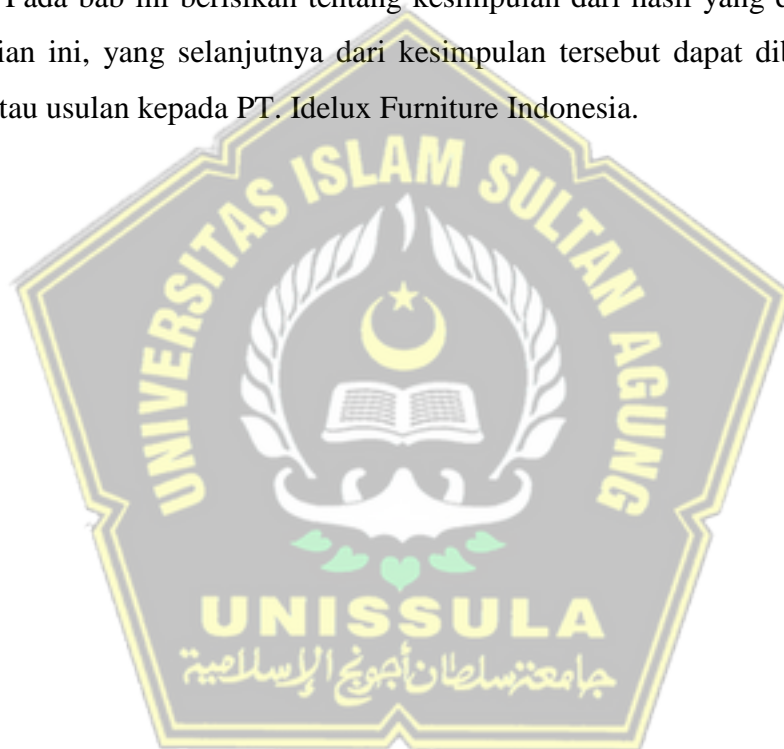 Pada bab ini berisikan tentang kesimpulan dari hasil yang
ian ini, yang selanjutnya dari kesimpulan tersebut dapat
tau usulan kepada PT. Idelux Furniture Indonesia.
UNIVERSITAS ISLAM SULTAN AGUNG
UNISSULA
جامعة سلطان أجونج الإسلامية